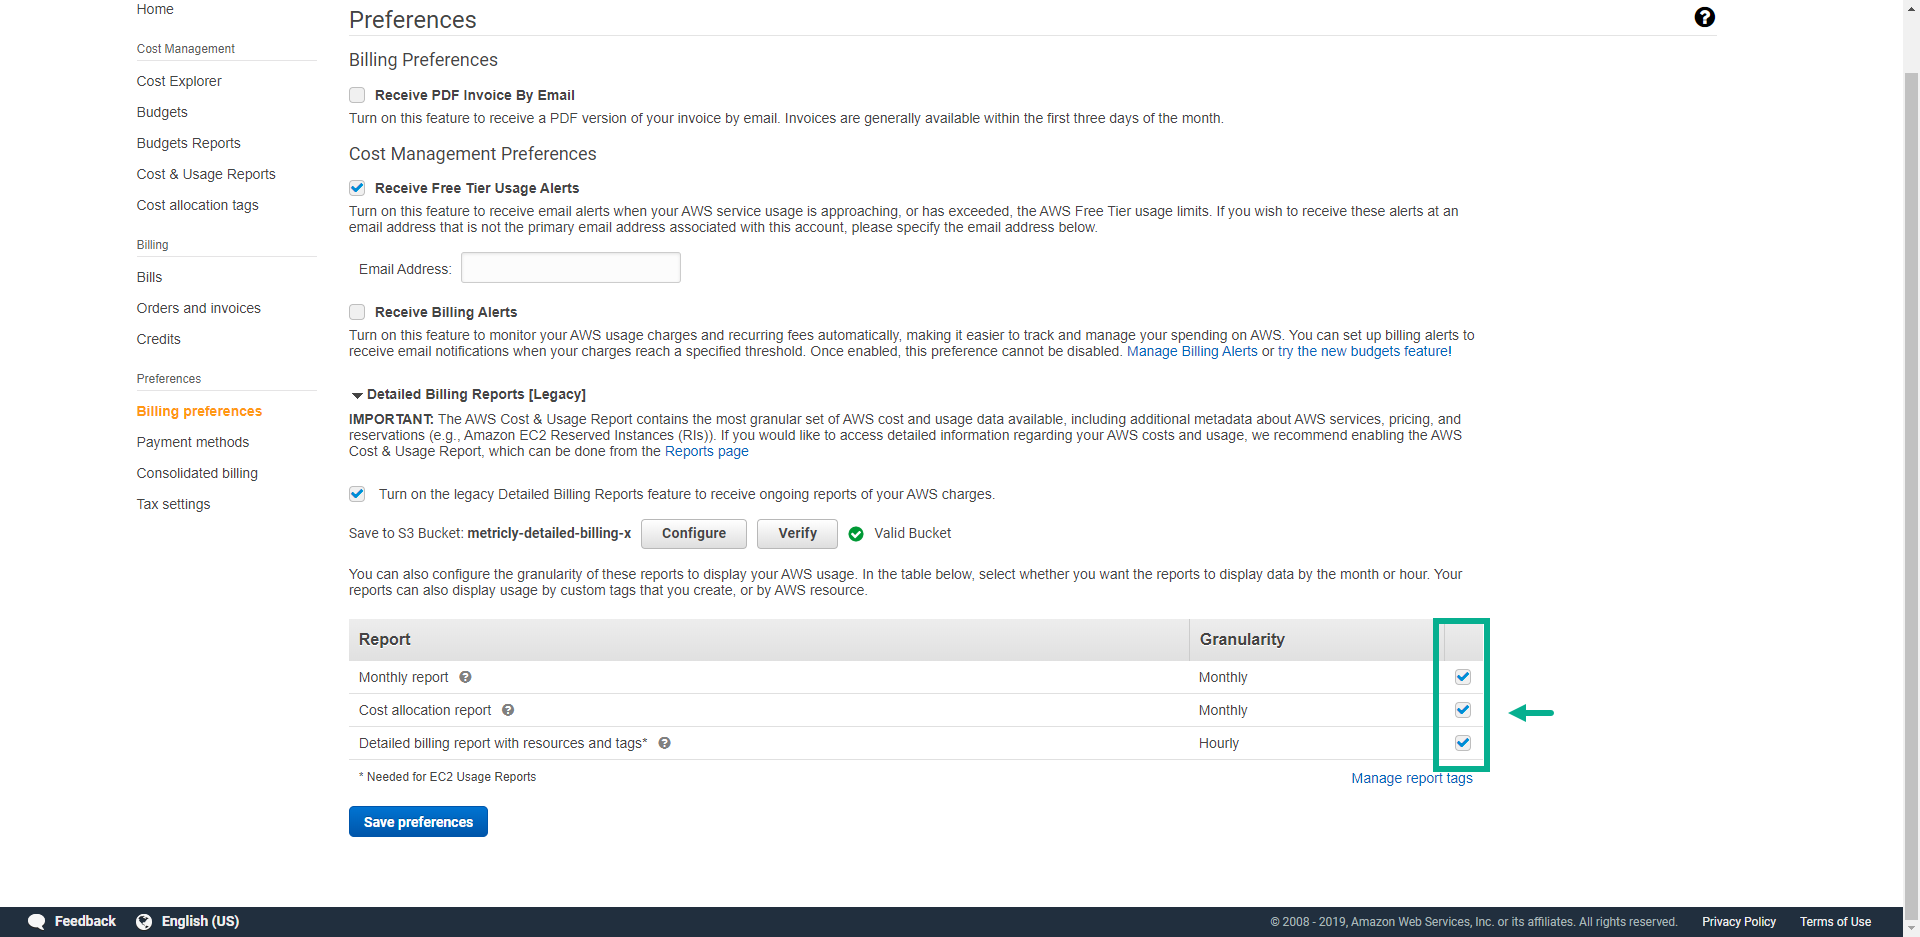 Home
Cost Management
Cost Explorer
Budgets
Budgets Reports
Cost & Usage Reports
Cost allocation tags
Billing
Bills
Orders and invoices
Credits
Preferences
Billing preferences
Payment methods
Consolidated billing
Tax settings
Preferences
Billing Preferences
Receive PDF Invoice By Email
Turn on this feature to receive a PDF version of your invoice by email. Invoices are generally available within the first three days of the month.
Cost Management Preferences
Receive Free Tier Usage Alerts
Turn on this feature to receive email alerts when your AWS service usage is approaching, or has exceeded, the AWS Free Tier usage limits. If you wish to receive these alerts at an
email address that is not the primary email address associated with this account, please specify the email address below.
Email Address:
Receive Billing Alerts
Turn on this feature to monitor your AWS usage charges and recurring fees automatically, making it easier to track and manage your spending on AWS. You can set up billing alerts to
receive email notifications when your charges reach a specified threshold. Once enabled, this preference cannot be disabled. Manage Billing Alerts or try the new budgets feature!
Detailed Billing Reports [Legacy]
IMPORTANT: The AWS Cost & Usage Report contains the most granular set of AWS cost and usage data available, including additional metadata about AWS services, pricing, and
reservations (e.g., Amazon EC2 Reserved Instances (RIs)). If you would like to access detailed information regarding your AWS costs and usage, we recommend enabling the AWS
Cost & Usage Report, which can be done from the Reports page
Turn on the legacy Detailed Billing Reports feature to receive ongoing reports of your AWS charges.
Save to S3 Bucket: metricly-detailed-billing-x Configure Verify Valid Bucket
You can also configure the granularity of these reports to display your AWS usage. In the table below, select whether you want the reports to display data by the month or hour. Your
reports can also display usage by custom tags that you create, or by AWS resource.
Report Granularity
Monthly report ? Monthly
Cost allocation report ? Monthly
Detailed billing report with resources and tags* ? Hourly
* Needed for EC2 Usage Reports
Manage report tags
Save preferences
Feedback English (US) © 2008 - 2019, Amazon Web Services, Inc. or its affiliates. All rights reserved. Privacy Policy Terms of Use